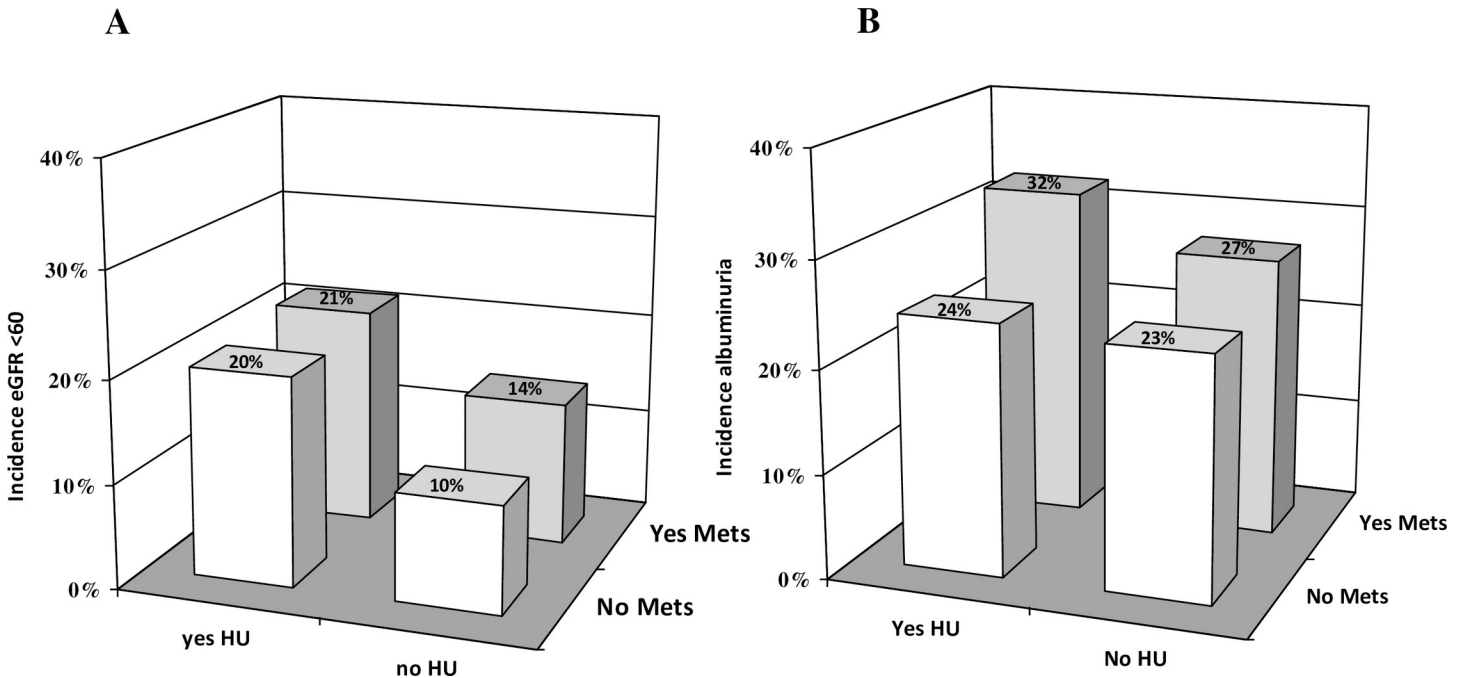 A
40%
30%
20%
10%
0%
Incidence eGFR <60
21%
20%
14%
10%
Yes Mets
No Mets
yes HU
no HU
B
40%
30%
20%
10%
0%
Incidence albuminuria
32%
27%
24%
23%
Yes Mets
No Mets
Yes HU
No HU